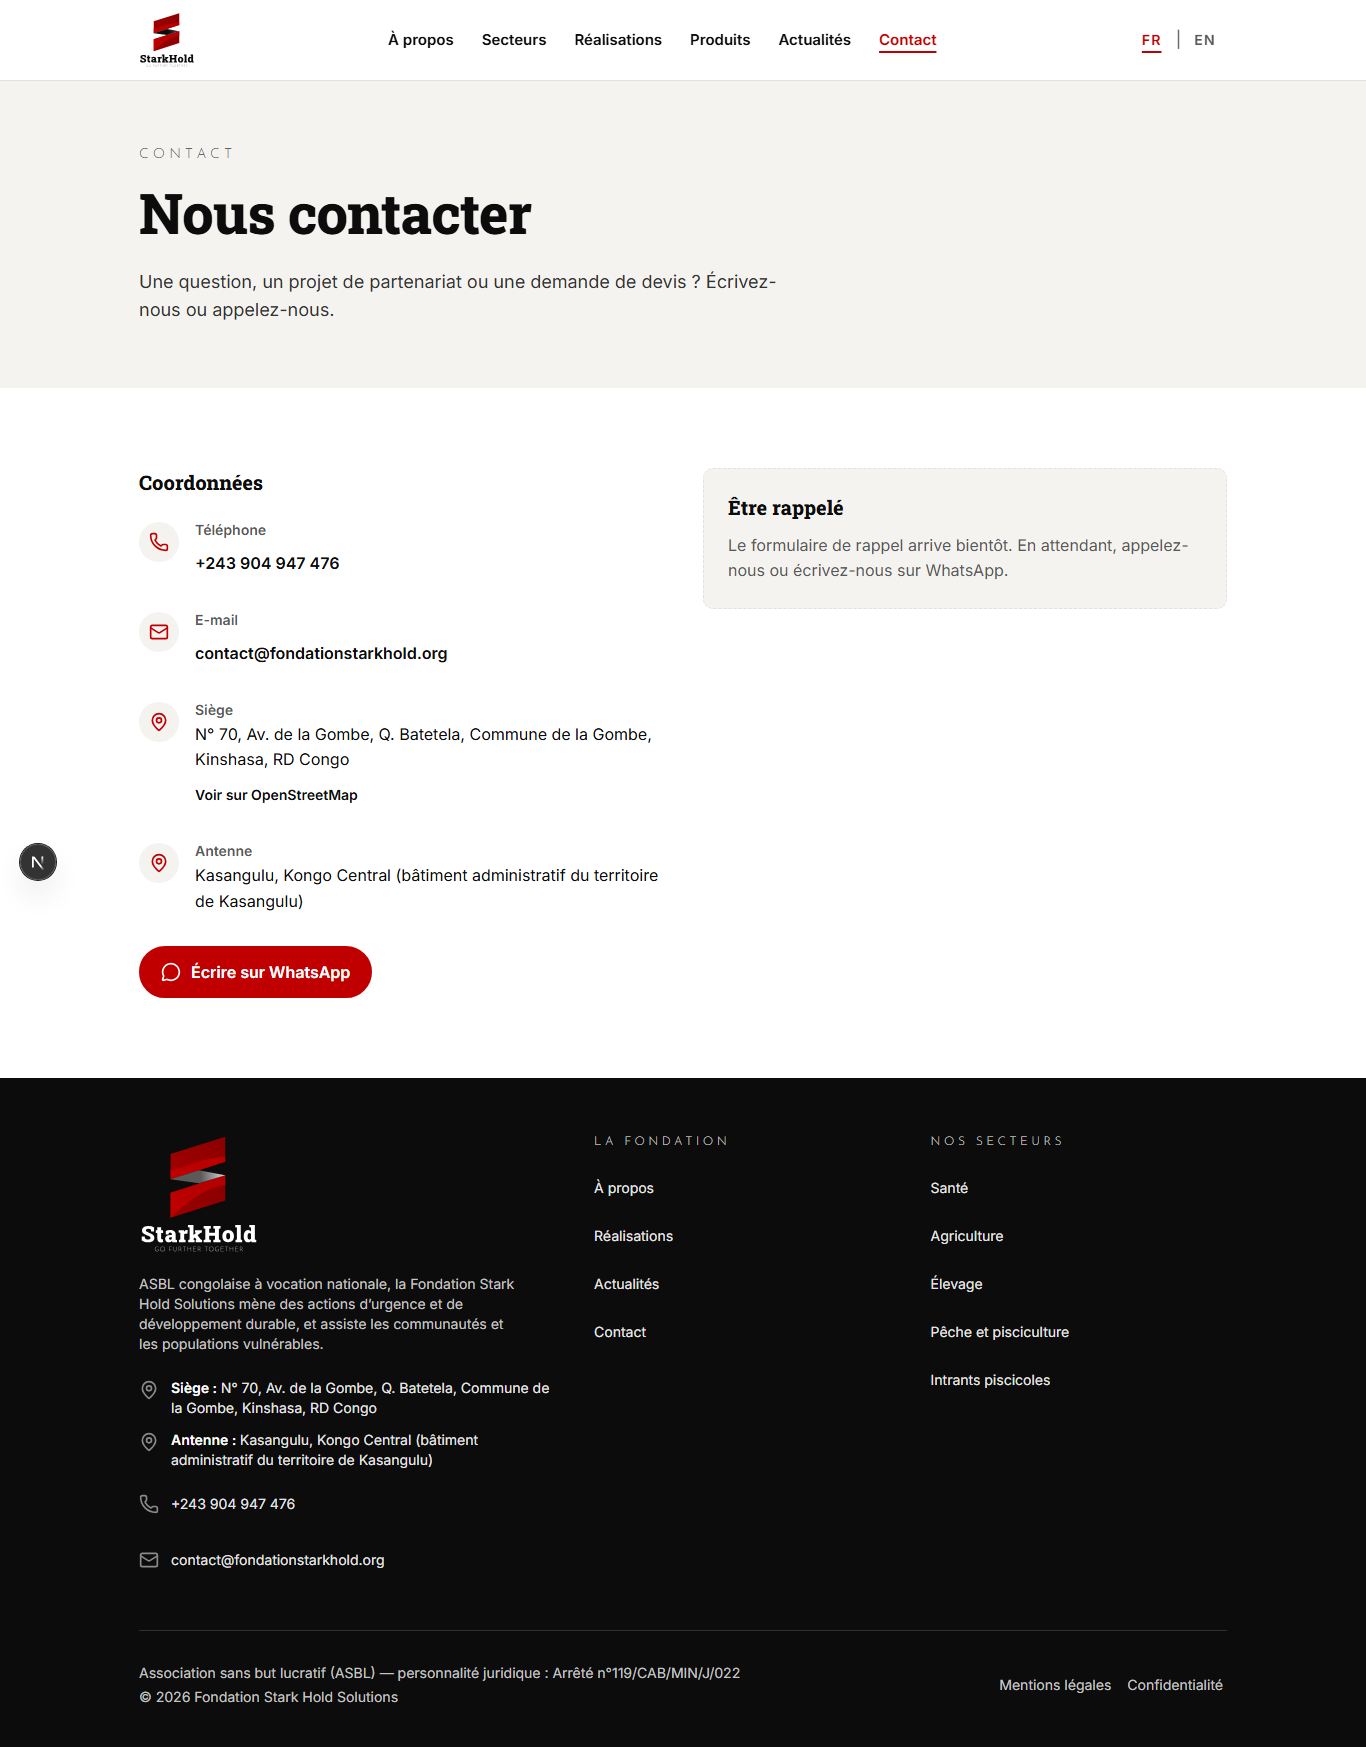 StarkHold
À propos
Secteurs
Réalisations
Produits
Actualités
Contact
FR | EN
CONTACT
Nous contacter
Une question, un projet de partenariat ou une demande de devis ? Écrivez-
nous ou appelez-nous.
Coordonnées
Téléphone
+243 904 947 476
E-mail
contact@fondationstarkhold.org
Siège
N° 70, Av. de la Gombe, Q. Batetela, Commune de la Gombe,
Kinshasa, RD Congo
Voir sur OpenStreetMap
Antenne
Kasangulu, Kongo Central (bâtiment administratif du territoire
de Kasangulu)
Écrire sur WhatsApp
Être rappelé
Le formulaire de rappel arrive bientôt. En attendant, appelez-
nous ou écrivez-nous sur WhatsApp.
N
StarkHold
GO FURTHER TOGETHER
ASBL congolaise à vocation nationale, la Fondation Stark
Hold Solutions mène des actions d’urgence et de
développement durable, et assiste les communautés et
les populations vulnérables.
Siège : N° 70, Av. de la Gombe, Q. Batetela, Commune de
la Gombe, Kinshasa, RD Congo
Antenne : Kasangulu, Kongo Central (bâtiment
administratif du territoire de Kasangulu)
+243 904 947 476
contact@fondationstarkhold.org
LA FONDATION
À propos
Réalisations
Actualités
Contact
NOS SECTEURS
Santé
Agriculture
Élevage
Pêche et pisciculture
Intrants piscicoles
Association sans but lucratif (ASBL) — personnalité juridique : Arrêté n°119/CAB/MIN/J/022
© 2026 Fondation Stark Hold Solutions
Mentions légales
Confidentialité